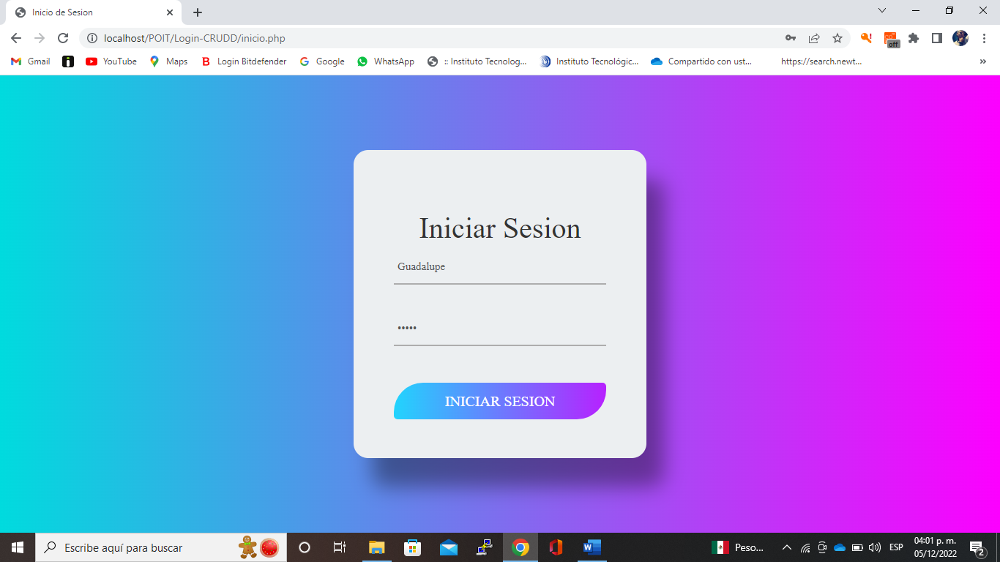 Inicio de Sesion
localhost/POIT/Login-CRUDD/inicio.php
off
Gmail
YouTube
Maps
B Login Bitdefender
G Google
WhatsApp
:: Instituto Tecnolog...
Instituto Tecnológic...
Compartido con ust...
https://search.newt...
»
Iniciar Sesion
Guadalupe
•••••
INICIAR SESION
Escribe aquí para buscar
Peso...
ESP
04:01 p. m.
05/12/2022
2